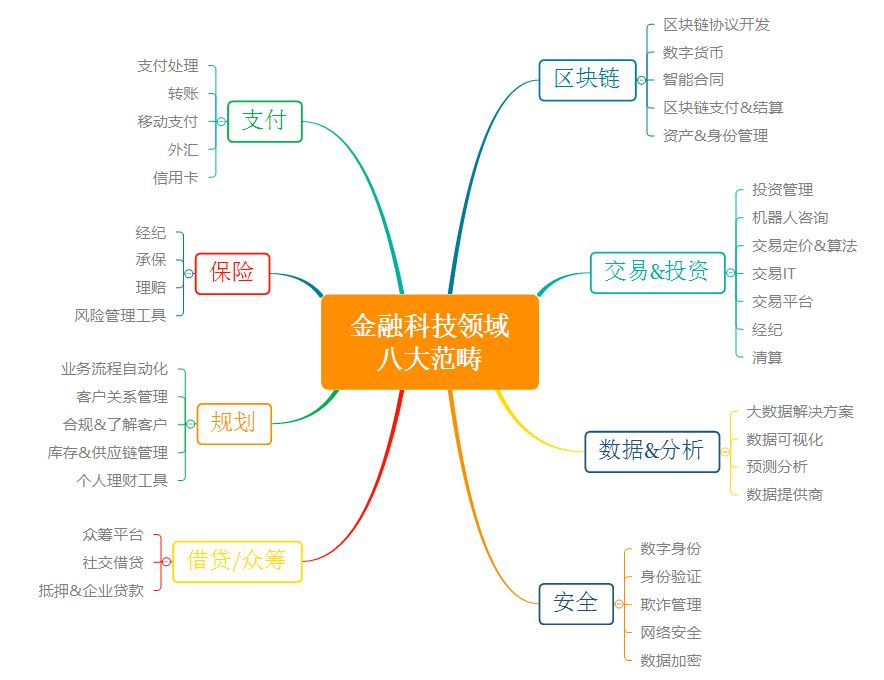 金融科技领域
八大范畴
支付
支付处理
转账
移动支付
外汇
信用卡
保险
经纪
承保
理赔
风险管理工具
规划
业务流程自动化
客户关系管理
合规&了解客户
库存&供应链管理
个人理财工具
借贷/众筹
众筹平台
社交借贷
抵押&企业贷款
区块链
区块链协议开发
数字货币
智能合同
区块链支付&结算
资产&身份管理
交易&投资
投资管理
机器人咨询
交易定价&算法
交易IT
交易平台
经纪
清算
数据&分析
大数据解决方案
数据可视化
预测分析
数据提供商
安全
数字身份
身份验证
欺诈管理
网络安全
数据加密